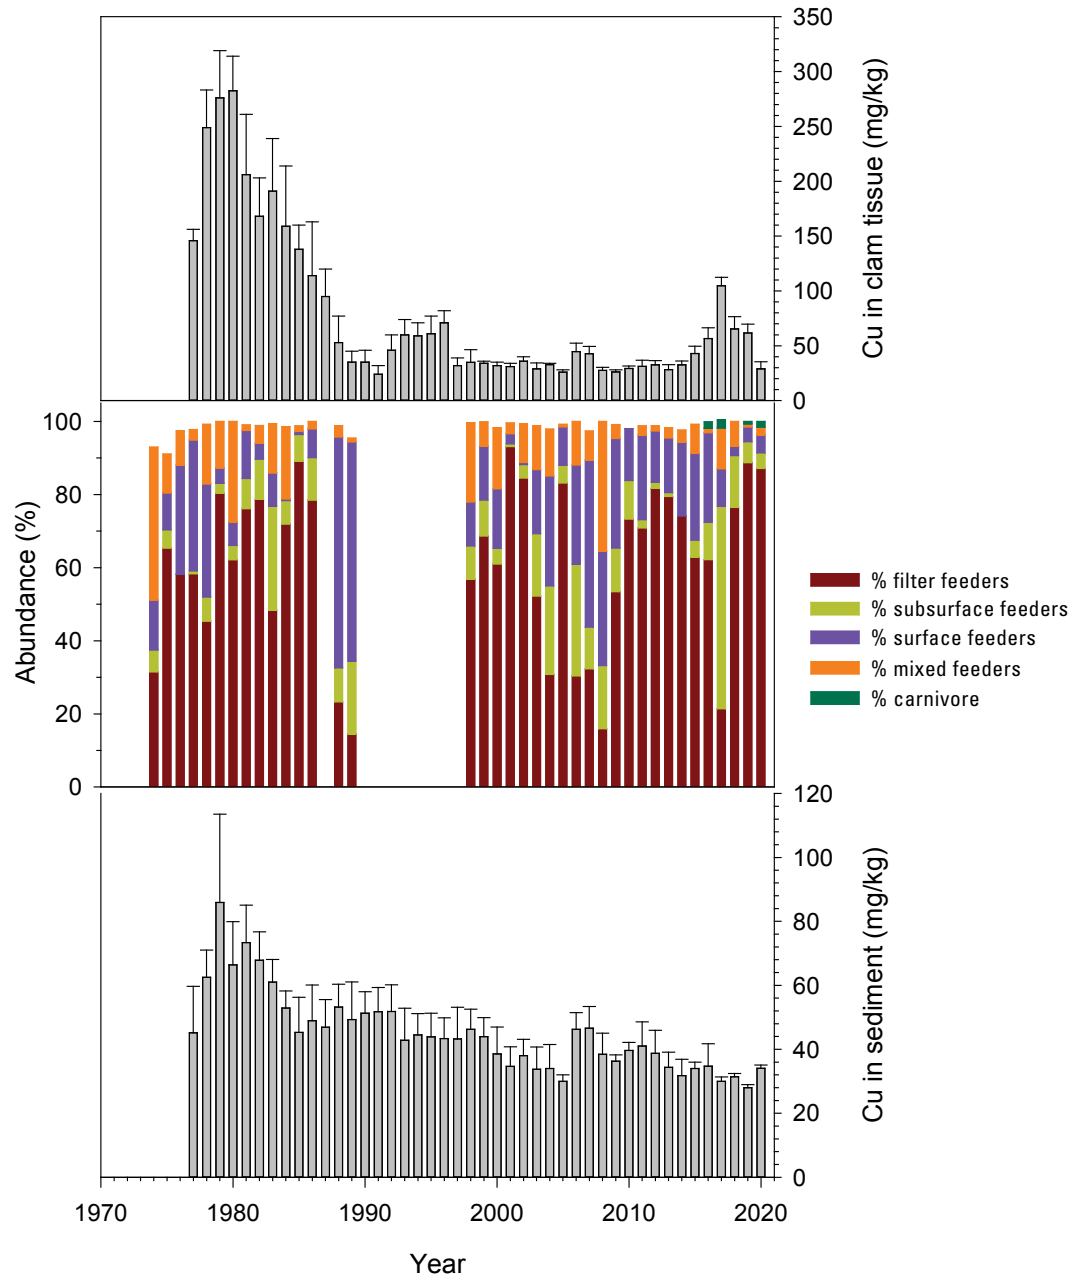 350
300
250
200
150
100
50
0
Cu in clam tissue (mg/kg)
100
80
60
40
20
0
Abundance (%)
% filter feeders
% subsurface feeders
% surface feeders
% mixed feeders
% carnivore
120
100
80
60
40
20
0
Cu in sediment (mg/kg)
1970 1980 1990 2000 2010 2020
Year